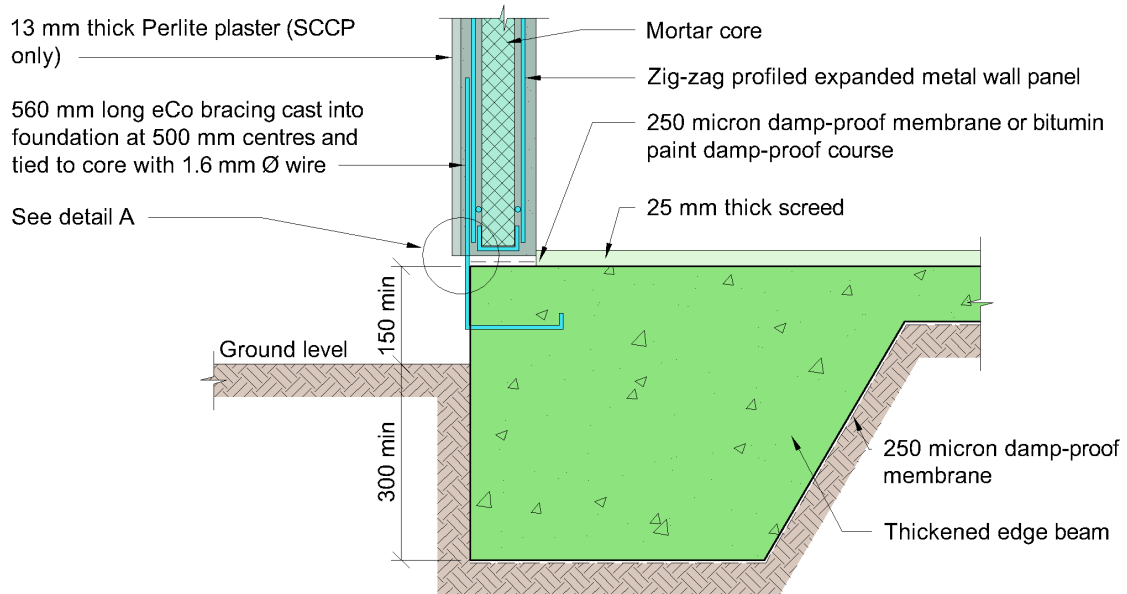 13 mm thick Perlite plaster (SCCP
only)
560 mm long eCo bracing cast into
foundation at 500 mm centres and
tied to core with 1.6 mm Ø wire
See detail A
Mortar core
Zig-zag profiled expanded metal wall panel
250 micron damp-proof membrane or bitumin
paint damp-proof course
25 mm thick screed
150 min
Ground level
300 min
250 micron damp-proof
membrane
Thickened edge beam